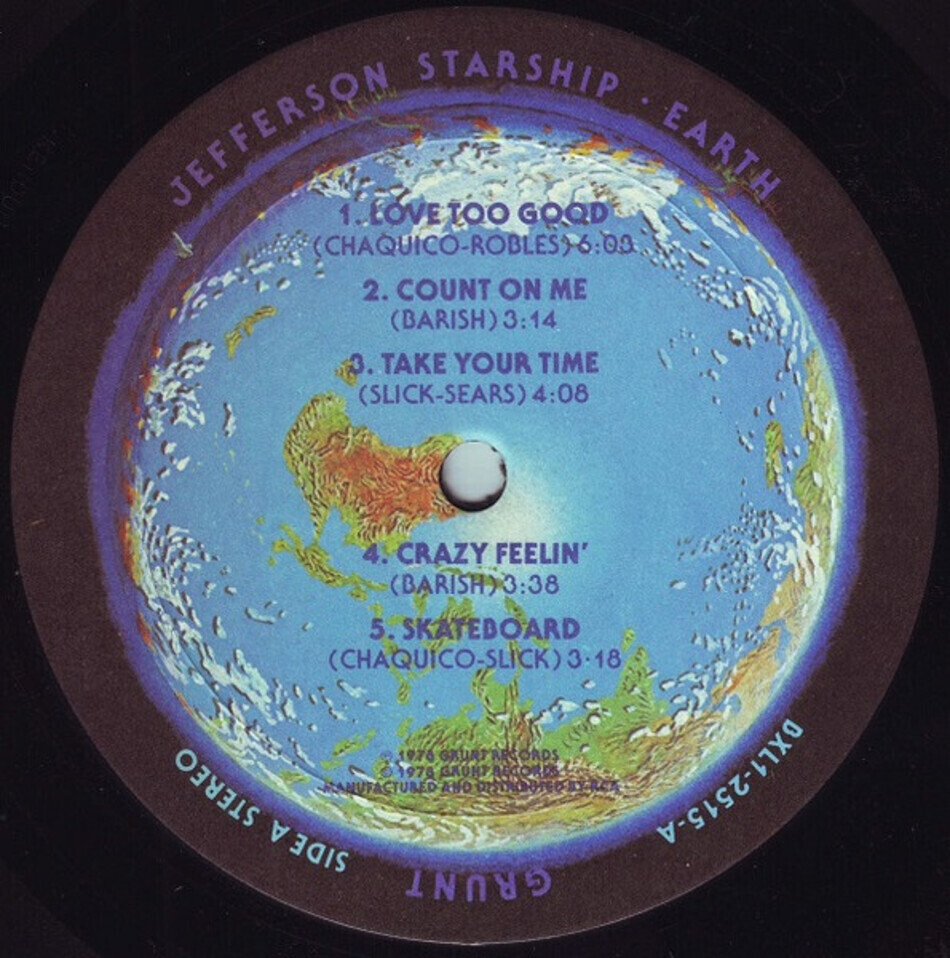 JEFFERSON STARSHIP · EARTH
1. LOVE TOO GOOD
(CHAQUICO-ROBLES)
2. COUNT ON ME
(BARISH) 3:14
3. TAKE YOUR TIME
(SLICK-SEARS) 4:08
4. CRAZY FEELIN'
(BARISH) 3:38
5. SKATEBOARD
(CHAQUICO-SLICK) 3·18
℗ 1978 GRUNT RECORDS
© 1978 GRUNT RECORDS
MANUFACTURED AND DISTRIBUTED BY RCA
SIDE A STEREO
DXL1-2515-A
GRUNT